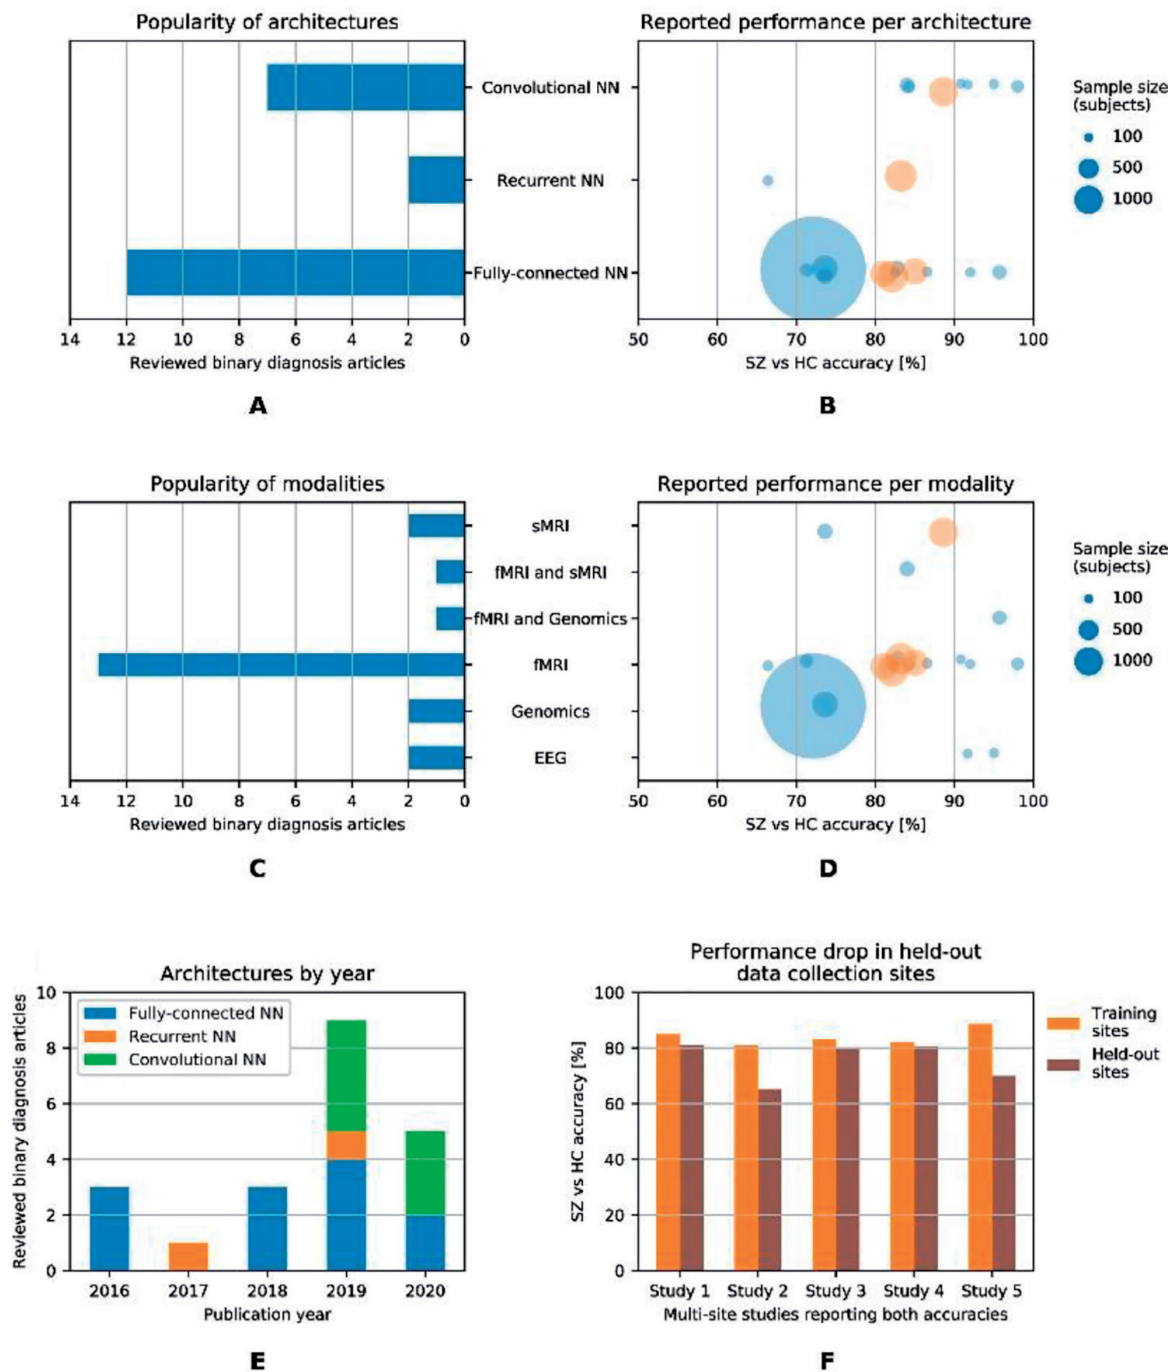 Popularity of architectures
Reported performance per architecture
Convolutional NN
Recurrent NN
Fully-connected NN
Sample size
(subjects)
100
500
1000
14 12 10 8 6 4 2 0
Reviewed binary diagnosis articles
50 60 70 80 90 100
SZ vs HC accuracy [%]
A
B
Popularity of modalities
Reported performance per modality
sMRI
fMRI and sMRI
fMRI and Genomics
fMRI
Genomics
EEG
Sample size
(subjects)
100
500
1000
14 12 10 8 6 4 2 0
Reviewed binary diagnosis articles
50 60 70 80 90 100
SZ vs HC accuracy [%]
C
D
Architectures by year
10
8
6
4
2
0
Reviewed binary diagnosis articles
Fully-connected NN
Recurrent NN
Convolutional NN
2016 2017 2018 2019 2020
Publication year
E
Performance drop in held-out
data collection sites
100
80
60
40
20
0
SZ vs HC accuracy [%]
Training
sites
Held-out
sites
Study 1 Study 2 Study 3 Study 4 Study 5
Multi-site studies reporting both accuracies
F